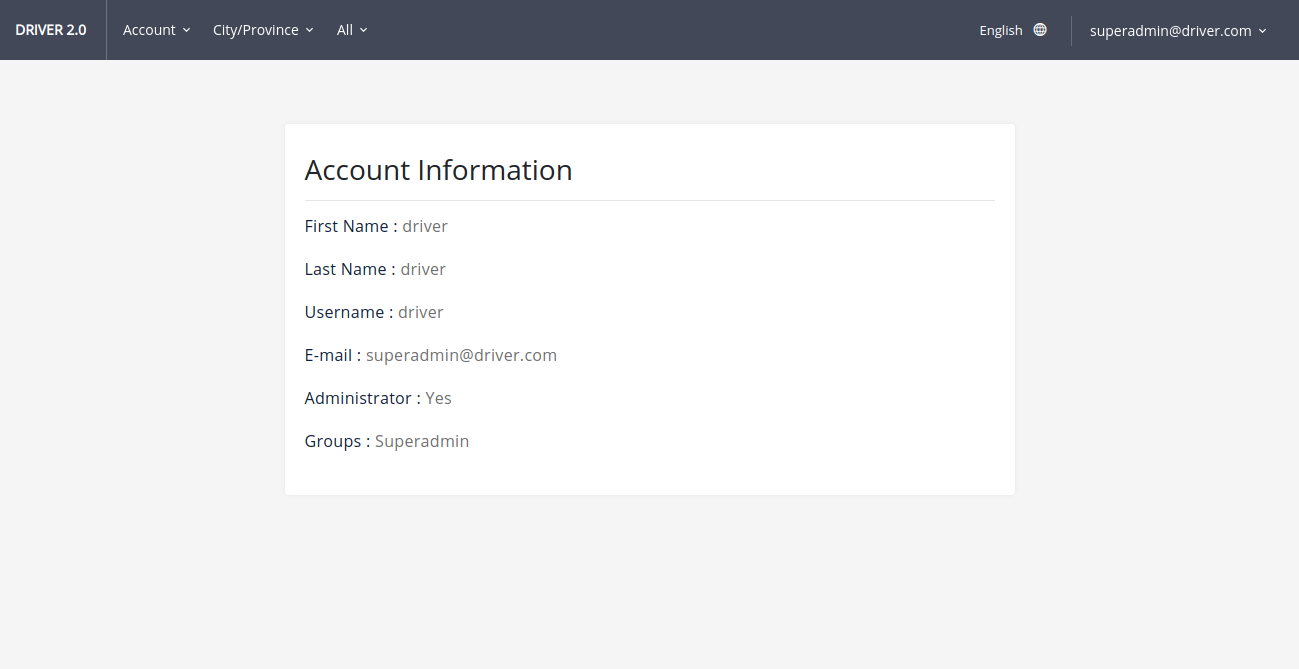 DRIVER 2.0
Account
City/Province
All
English
superadmin@driver.com
Account Information
First Name : driver
Last Name : driver
Username : driver
E-mail : superadmin@driver.com
Administrator : Yes
Groups : Superadmin